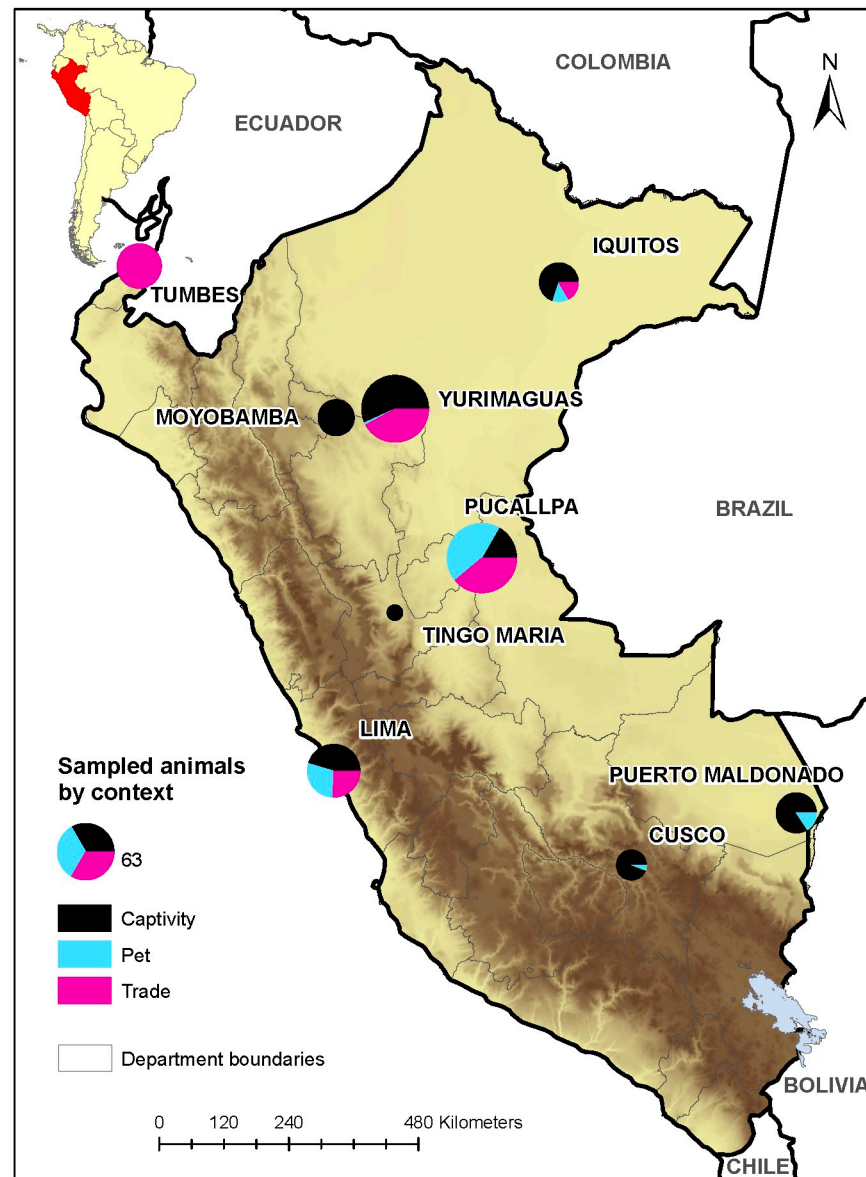 COLOMBIA
N
ECUADOR
IQUITOS
TUMBES
YURIMAGUAS
MOYOBAMBA
PUCALLPA
BRAZIL
TINGO MARIA
LIMA
Sampled animals
by context
PUERTO MALDONADO
CUSCO
63
Captivity
Pet
Trade
Department boundaries
BOLIVIA
0 120 240 480 Kilometers
CHILE